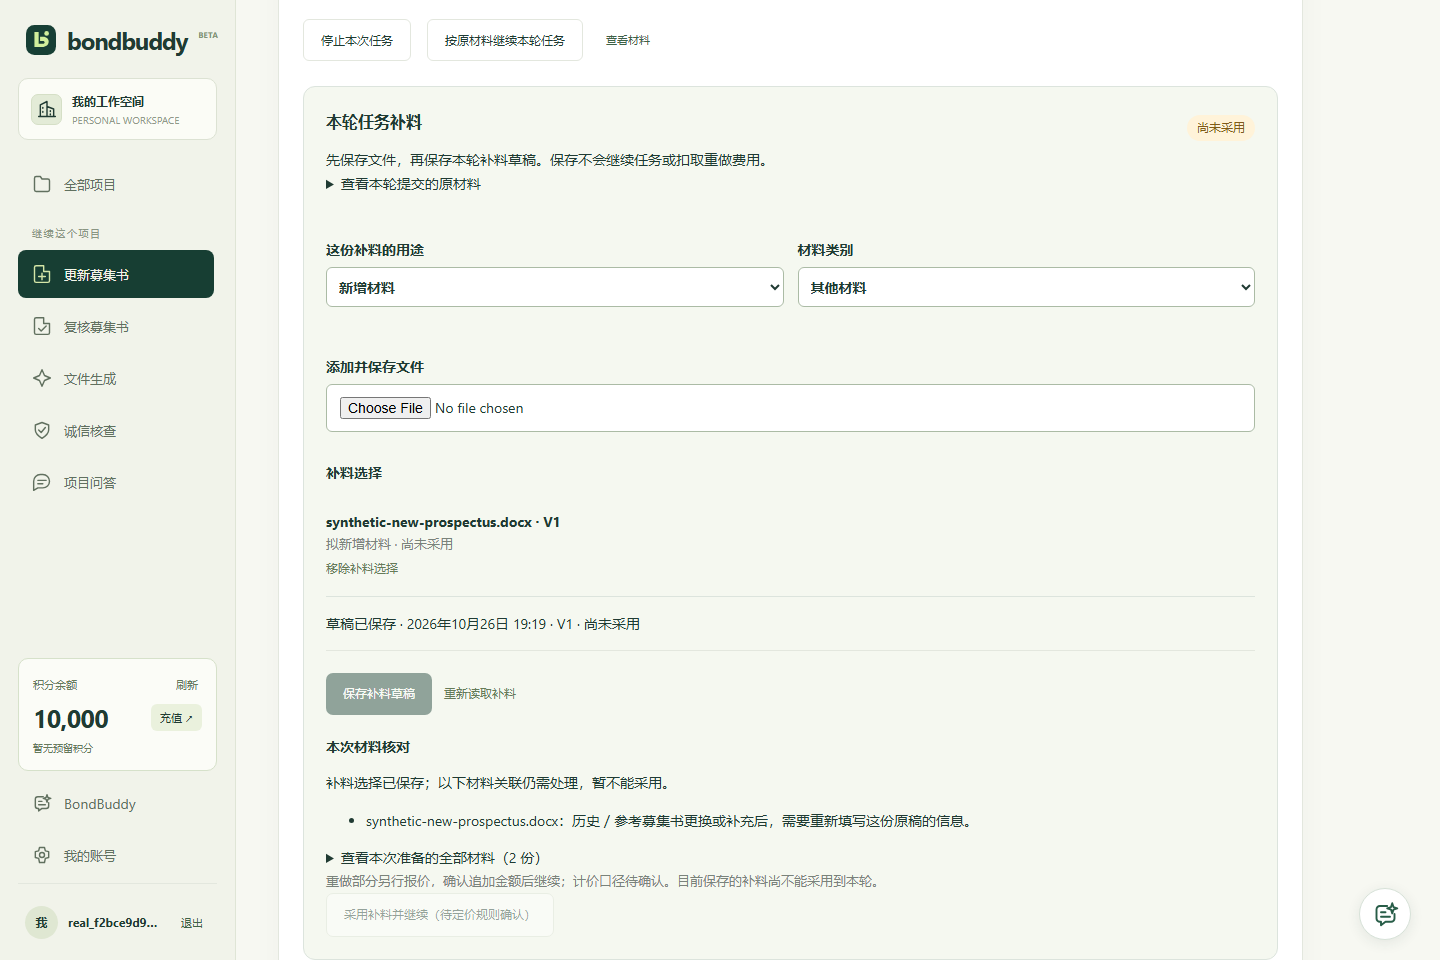 bondbuddy BETA
我的工作空间
PERSONAL WORKSPACE
全部项目
继续这个项目
更新募集书
复核募集书
文件生成
诚信核查
项目问答
积分余额 刷新
10,000 充值 ↗
暂无预留积分
BondBuddy
我的账号
我 real_f2bce9d9... 退出
停止本次任务 按原材料继续本轮任务 查看材料
本轮任务补料 尚未采用
先保存文件，再保存本轮补料草稿。保存不会继续任务或扣取重做费用。
▶ 查看本轮提交的原材料
这份补料的用途 材料类别
新增材料 其他材料
添加并保存文件
Choose File No file chosen
补料选择
synthetic-new-prospectus.docx · V1
拟新增材料 · 尚未采用
移除补料选择
草稿已保存 · 2026年10月26日 19:19 · V1 · 尚未采用
保存补料草稿 重新读取补料
本次材料核对
补料选择已保存；以下材料关联仍需处理，暂不能采用。
• synthetic-new-prospectus.docx：历史 / 参考募集书更换或补充后，需要重新填写这份原稿的信息。
▶ 查看本次准备的全部材料（2 份）
重做部分另行报价，确认追加金额后继续；计价口径待确认。目前保存的补料尚不能采用到本轮。
采用补料并继续（待定价规则确认）